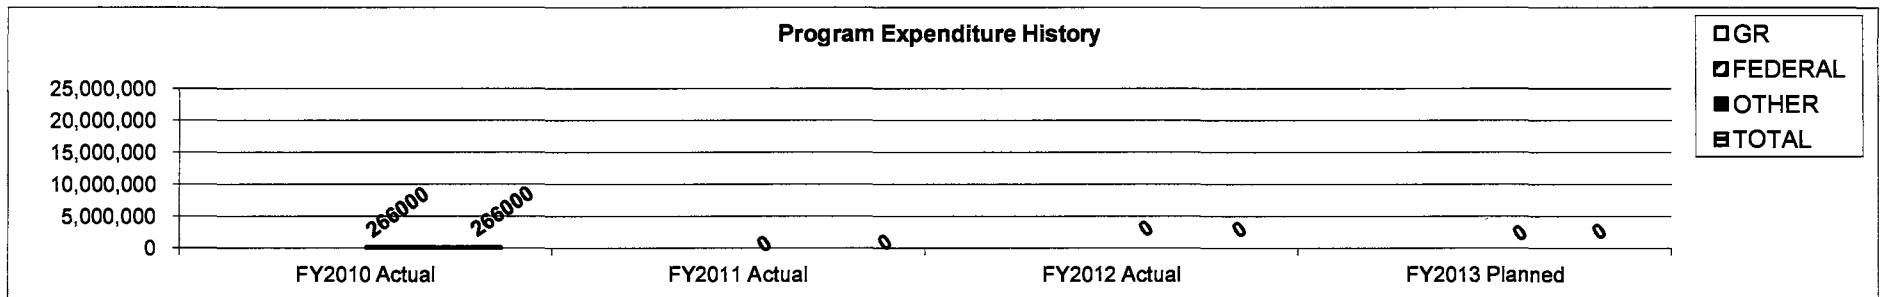 Program Expenditure History
GR
FEDERAL
OTHER
TOTAL
25,000,000
20,000,000
15,000,000
10,000,000
5,000,000
0
266000
266000
0
0
0
0
0
0
FY2010 Actual
FY2011 Actual
FY2012 Actual
FY2013 Planned